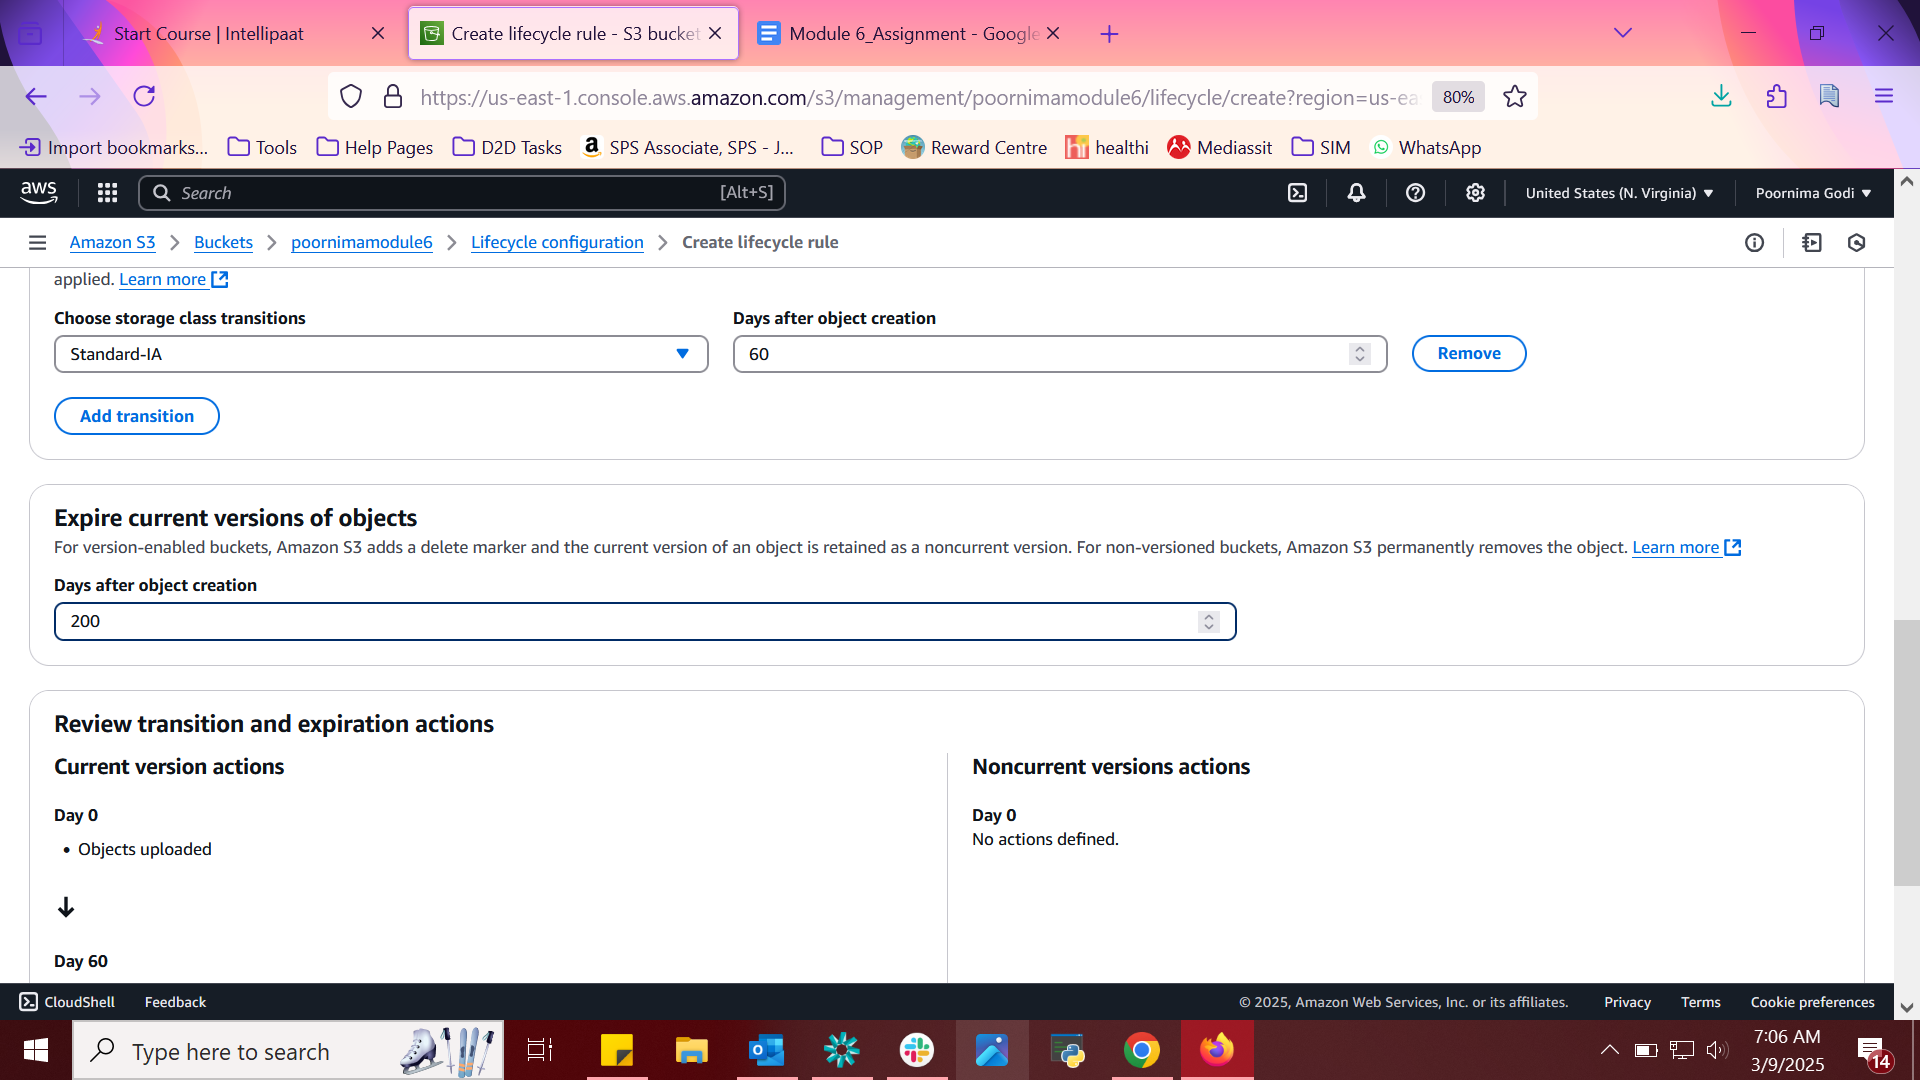 Start Course | Intellipaat
Create lifecycle rule - S3 bucket
Module 6_Assignment - Google
https://us-east-1.console.aws.amazon.com/s3/management/poornimamodule6/lifecycle/create?region=us-ea
80%
Import bookmarks...
Tools
Help Pages
D2D Tasks
a SPS Associate, SPS - J...
SOP
Reward Centre
hi healthi
Mediassit
SIM
WhatsApp
aws
Search
[Alt+S]
United States (N. Virginia)
Poornima Godi
Amazon S3 > Buckets > poornimamodule6 > Lifecycle configuration > Create lifecycle rule
applied. Learn more
Choose storage class transitions
Days after object creation
Standard-IA
60
Remove
Add transition
Expire current versions of objects
For version-enabled buckets, Amazon S3 adds a delete marker and the current version of an object is retained as a noncurrent version. For non-versioned buckets, Amazon S3 permanently removes the object. Learn more
Days after object creation
200
Review transition and expiration actions
Current version actions
Day 0
• Objects uploaded
Day 60
Noncurrent versions actions
Day 0
No actions defined.
CloudShell
Feedback
© 2025, Amazon Web Services, Inc. or its affiliates.
Privacy
Terms
Cookie preferences
Type here to search
7:06 AM
3/9/2025
14